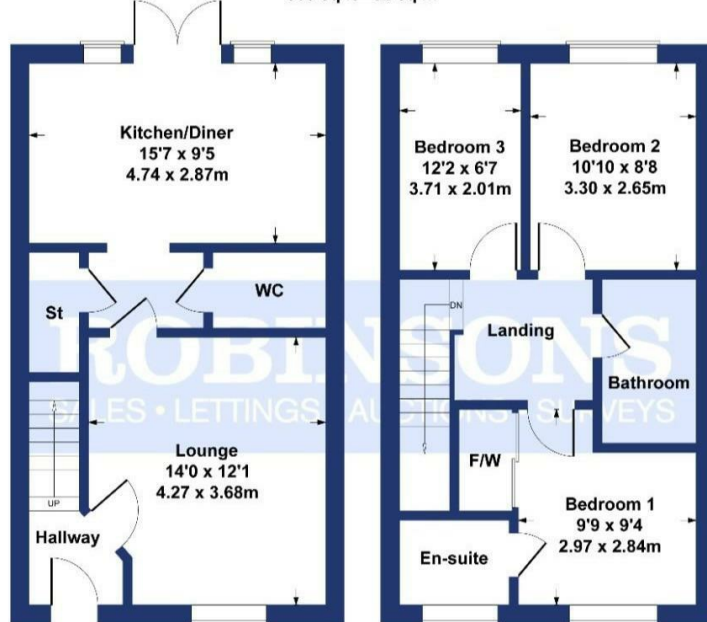 Kitchen/Diner
15'7 x 9'5
4.74 x 2.87m
St
WC
Lounge
14'0 x 12'1
4.27 x 3.68m
UP
Hallway
Bedroom 3
12'2 x 6'7
3.71 x 2.01m
Bedroom 2
10'10 x 8'8
3.30 x 2.65m
DN
Landing
Bathroom
F/W
Bedroom 1
9'9 x 9'4
2.97 x 2.84m
En-suite
ROBINSONS
SALES • LETTINGS • AUCTIONS • SURVEYS